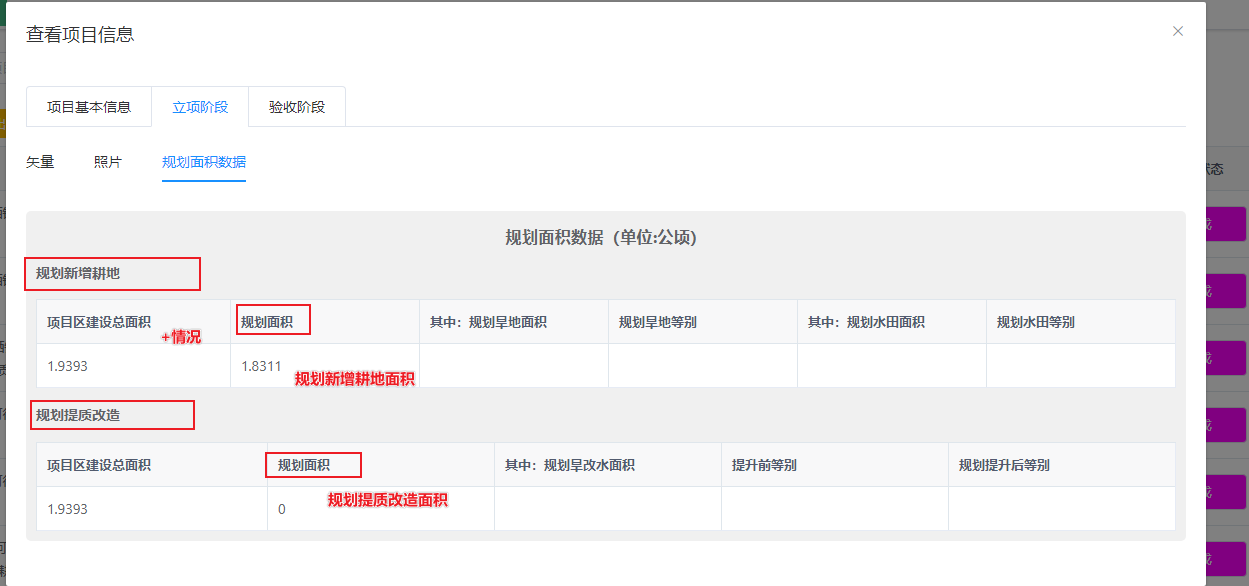 查看项目信息
项目基本信息 立项阶段 验收阶段
矢量 照片 规划面积数据
规划面积数据（单位:公顷）
规划新增耕地
项目区建设总面积 规划面积 其中：规划旱地面积 规划旱地等别 其中：规划水田面积 规划水田等别
+情况
1.9393 1.8311
规划新增耕地面积
规划提质改造
项目区建设总面积 规划面积 其中：规划旱改水面积 提升前等别 规划提升后等别
规划提质改造面积
1.9393 0